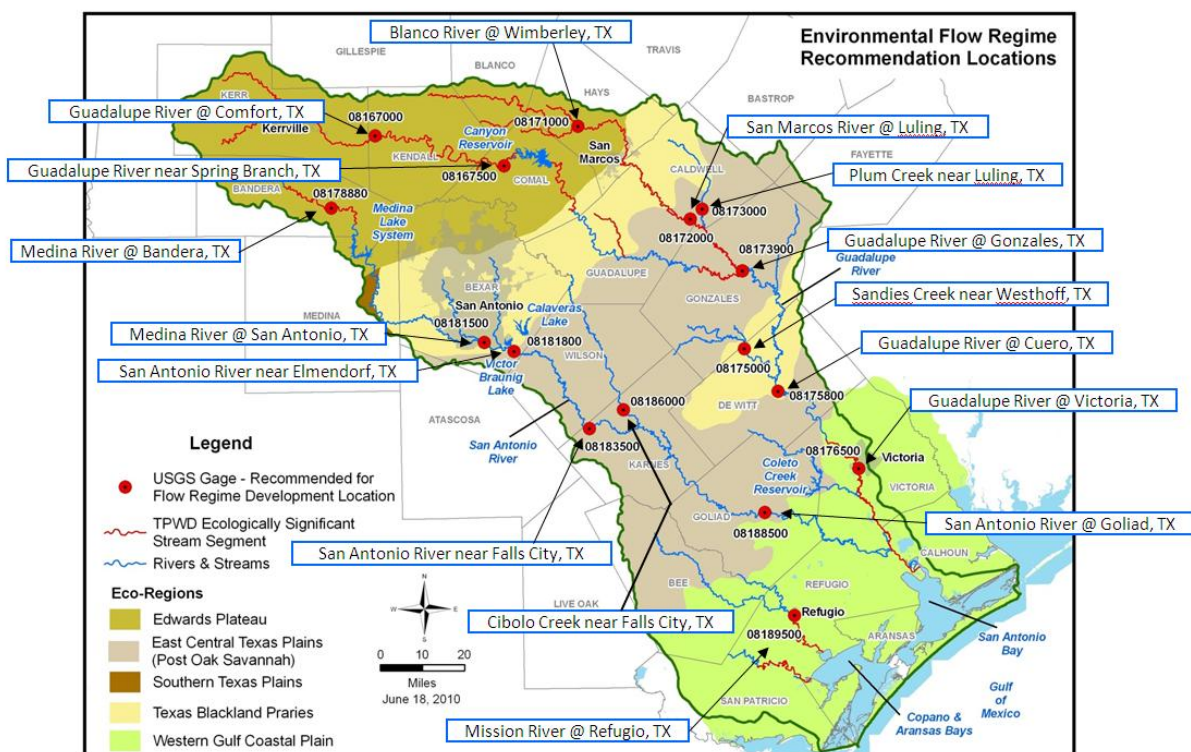 Environmental Flow Regime
Recommendation Locations
Blanco River @ Wimberley, TX
GILLESPIE
TRAVIS
BLANCO
HAYS
BASTROP
KERR
Kerrville
Guadalupe River @ Comfort, TX
08167000
08171000
Canyon
Reservoir
San
Marcos
San Marcos River @ Luling, TX
FAYETTE
KENDALL
CALDWELL
Guadalupe River near Spring Branch, TX
08167500
COMAL
Plum Creek near Luling, TX
BANDERA
08178880
Medina
Lake
System
08173000
08172000
08173900
Medina River @ Bandera, TX
Guadalupe River @ Gonzales, TX
Guadalupe
River
GUADALUPE
BEXAR
San Antonio
Calaveras
Lake
GONZALES
Sandies Creek near Westhoff, TX
MEDINA
08181500
Medina River @ San Antonio, TX
08181800
WILSON
08175000
Guadalupe River @ Cuero, TX
San Antonio River near Elmendorf, TX
Victor
Braunig
Lake
08175800
DE WITT
Guadalupe River @ Victoria, TX
ATASCOSA
08186000
San Antonio
River
08183500
KARNES
08176500
Victoria
VICTORIA
Coleto
Creek
Reservoir
GOLIAD
08188500
San Antonio River @ Goliad, TX
San Antonio River near Falls City, TX
CALHOUN
BEE
REFUGIO
LIVE OAK
Refugio
Cibolo Creek near Falls City, TX
08189500
ARANSAS
San Antonio
Bay
Gulf
of
Mexico
SAN PATRICIO
Mission River @ Refugio, TX
Copano &
Aransas Bays
Legend
USGS Gage - Recommended for
Flow Regime Development Location
TPWD Ecologically Significant
Stream Segment
Rivers & Streams
Eco-Regions
Edwards Plateau
East Central Texas Plains
(Post Oak Savannah)
Southern Texas Plains
Texas Blackland Praries
Western Gulf Coastal Plain
N
W
E
S
0 10 20
Miles
June 18, 2010